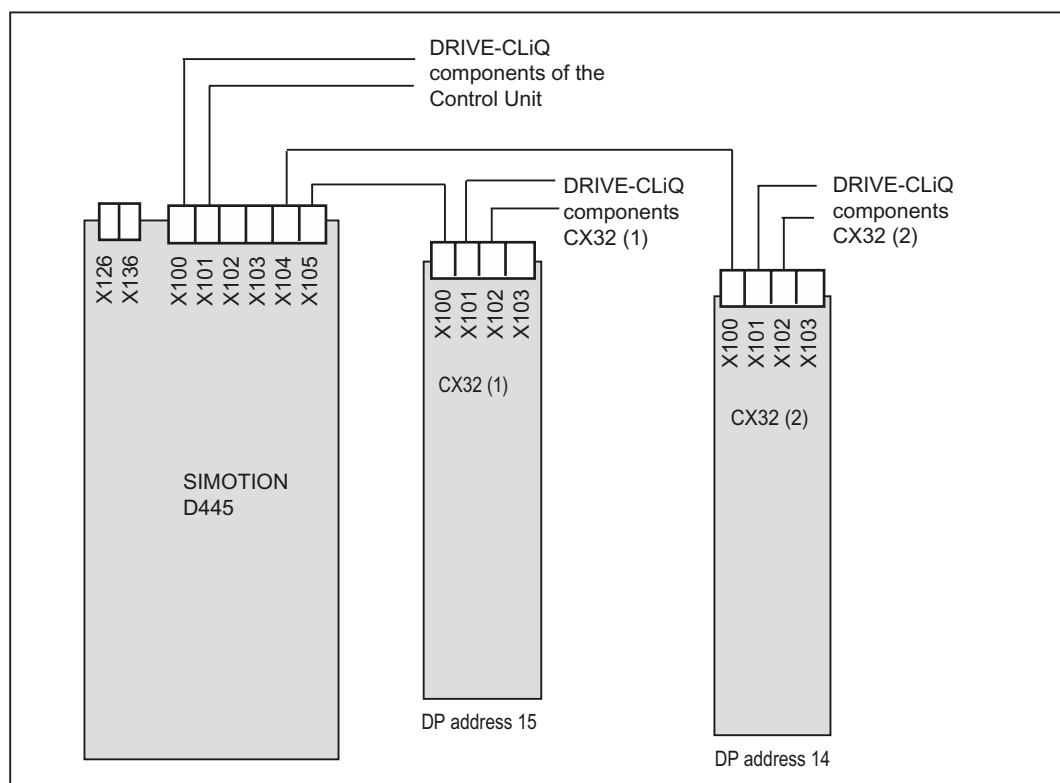 DRIVE-CLiQ
components of the
Control Unit
DRIVE-CLiQ
components
CX32 (1)
DRIVE-CLiQ
components
CX32 (2)
X126
X136
X100
X101
X102
X103
X104
X105
X100
X101
X102
X103
X100
X101
X102
X103
CX32 (1)
CX32 (2)
SIMOTION
D445
DP address 15
DP address 14